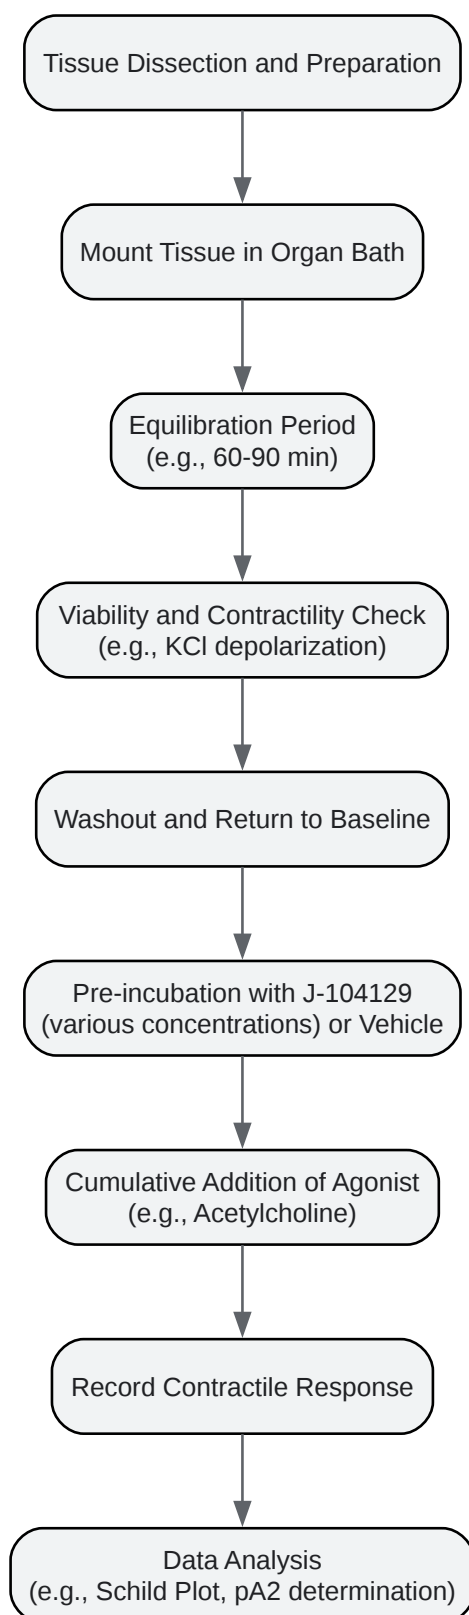 Tissue Dissection and Preparation
Mount Tissue in Organ Bath
Equilibration Period
(e.g., 60-90 min)
Viability and Contractility Check
(e.g., KCl depolarization)
Washout and Return to Baseline
Pre-incubation with J-104129
(various concentrations) or Vehicle
Cumulative Addition of Agonist
(e.g., Acetylcholine)
Record Contractile Response
Data Analysis
(e.g., Schild Plot, pA2 determination)